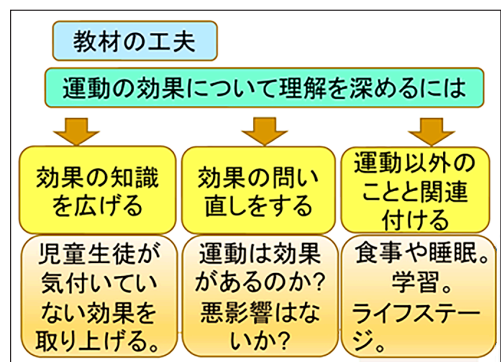 教材の工夫
運動の効果について理解を深めるには
効果の知識
を広げる
児童生徒が
気付いてい
ない効果を
取り上げる。
効果の問い
直しをする
運動は効果
があるのか?
悪影響はな
いか?
運動以外の
ことと関連
付ける
食事や睡眠。
学習。
ライフステー
ジ。